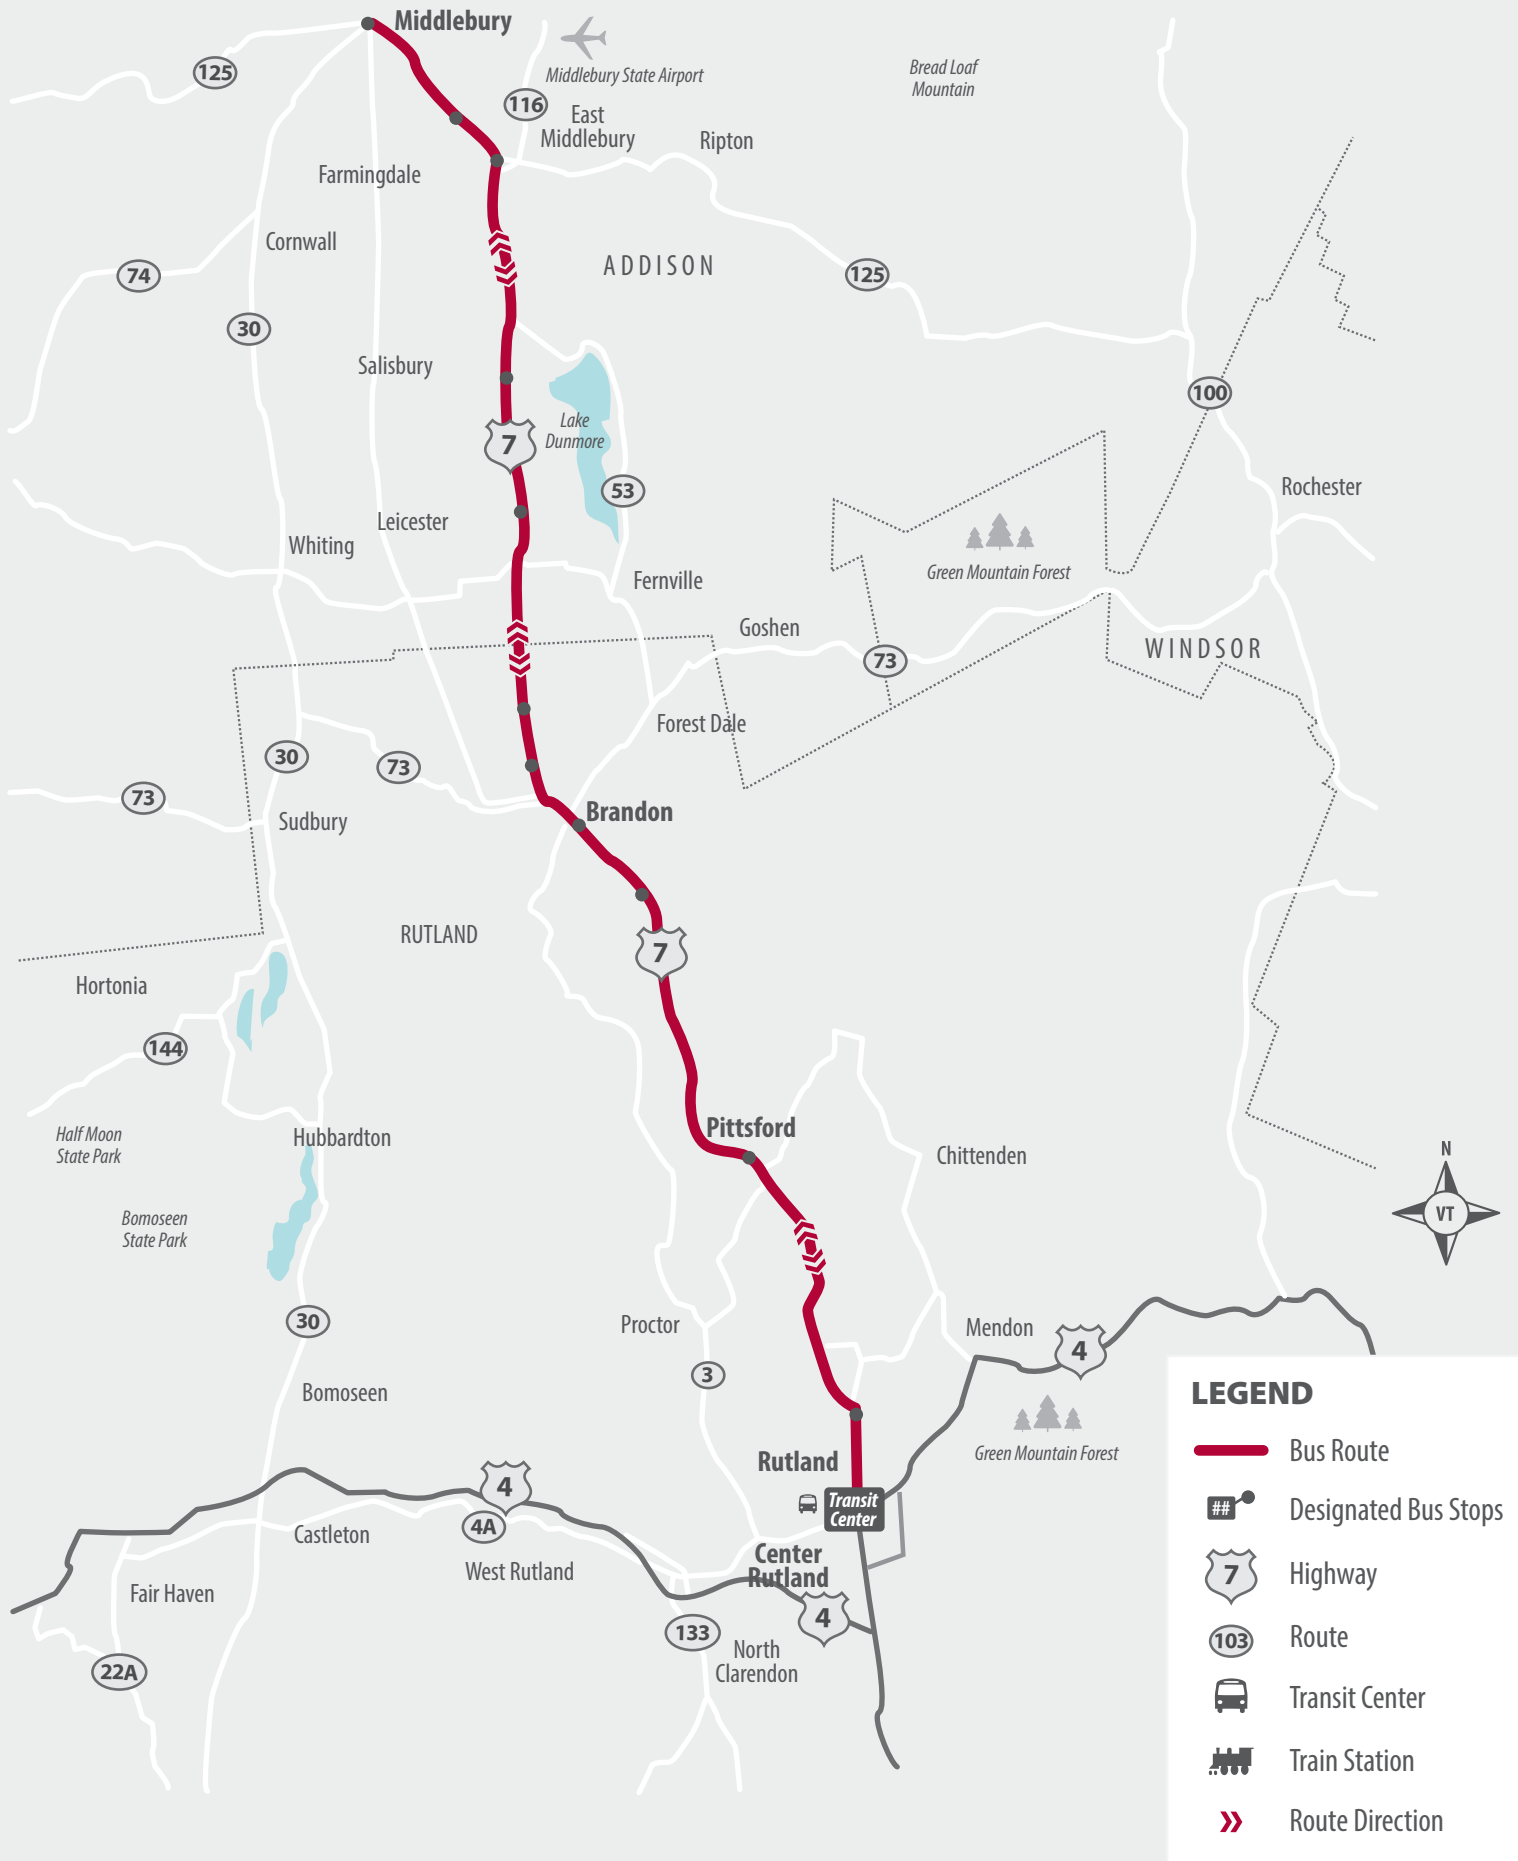 Middlebury
125
Middlebury State Airport
Bread Loaf
Mountain
116
East
Middlebury
Ripton
Farmingdale
Cornwall
74
ADDISON
125
30
Salisbury
100
7
Lake
Dunmore
53
Rochester
Leicester
Whiting
Green Mountain Forest
Fernville
Goshen
73
WINDSOR
Forest Dale
30
73
73
Sudbury
Brandon
RUTLAND
7
Hortonia
144
Half Moon
State Park
Hubbardton
Pittsford
Chittenden
N
VT
Bomoseen
State Park
30
Proctor
Mendon
4
3
Bomoseen
Green Mountain Forest
Rutland
4
Transit
Center
4A
Castleton
West Rutland
Center
Rutland
Fair Haven
4
133
North
Clarendon
22A
LEGEND
Bus Route
## Designated Bus Stops
7 Highway
103 Route
Transit Center
Train Station
Route Direction